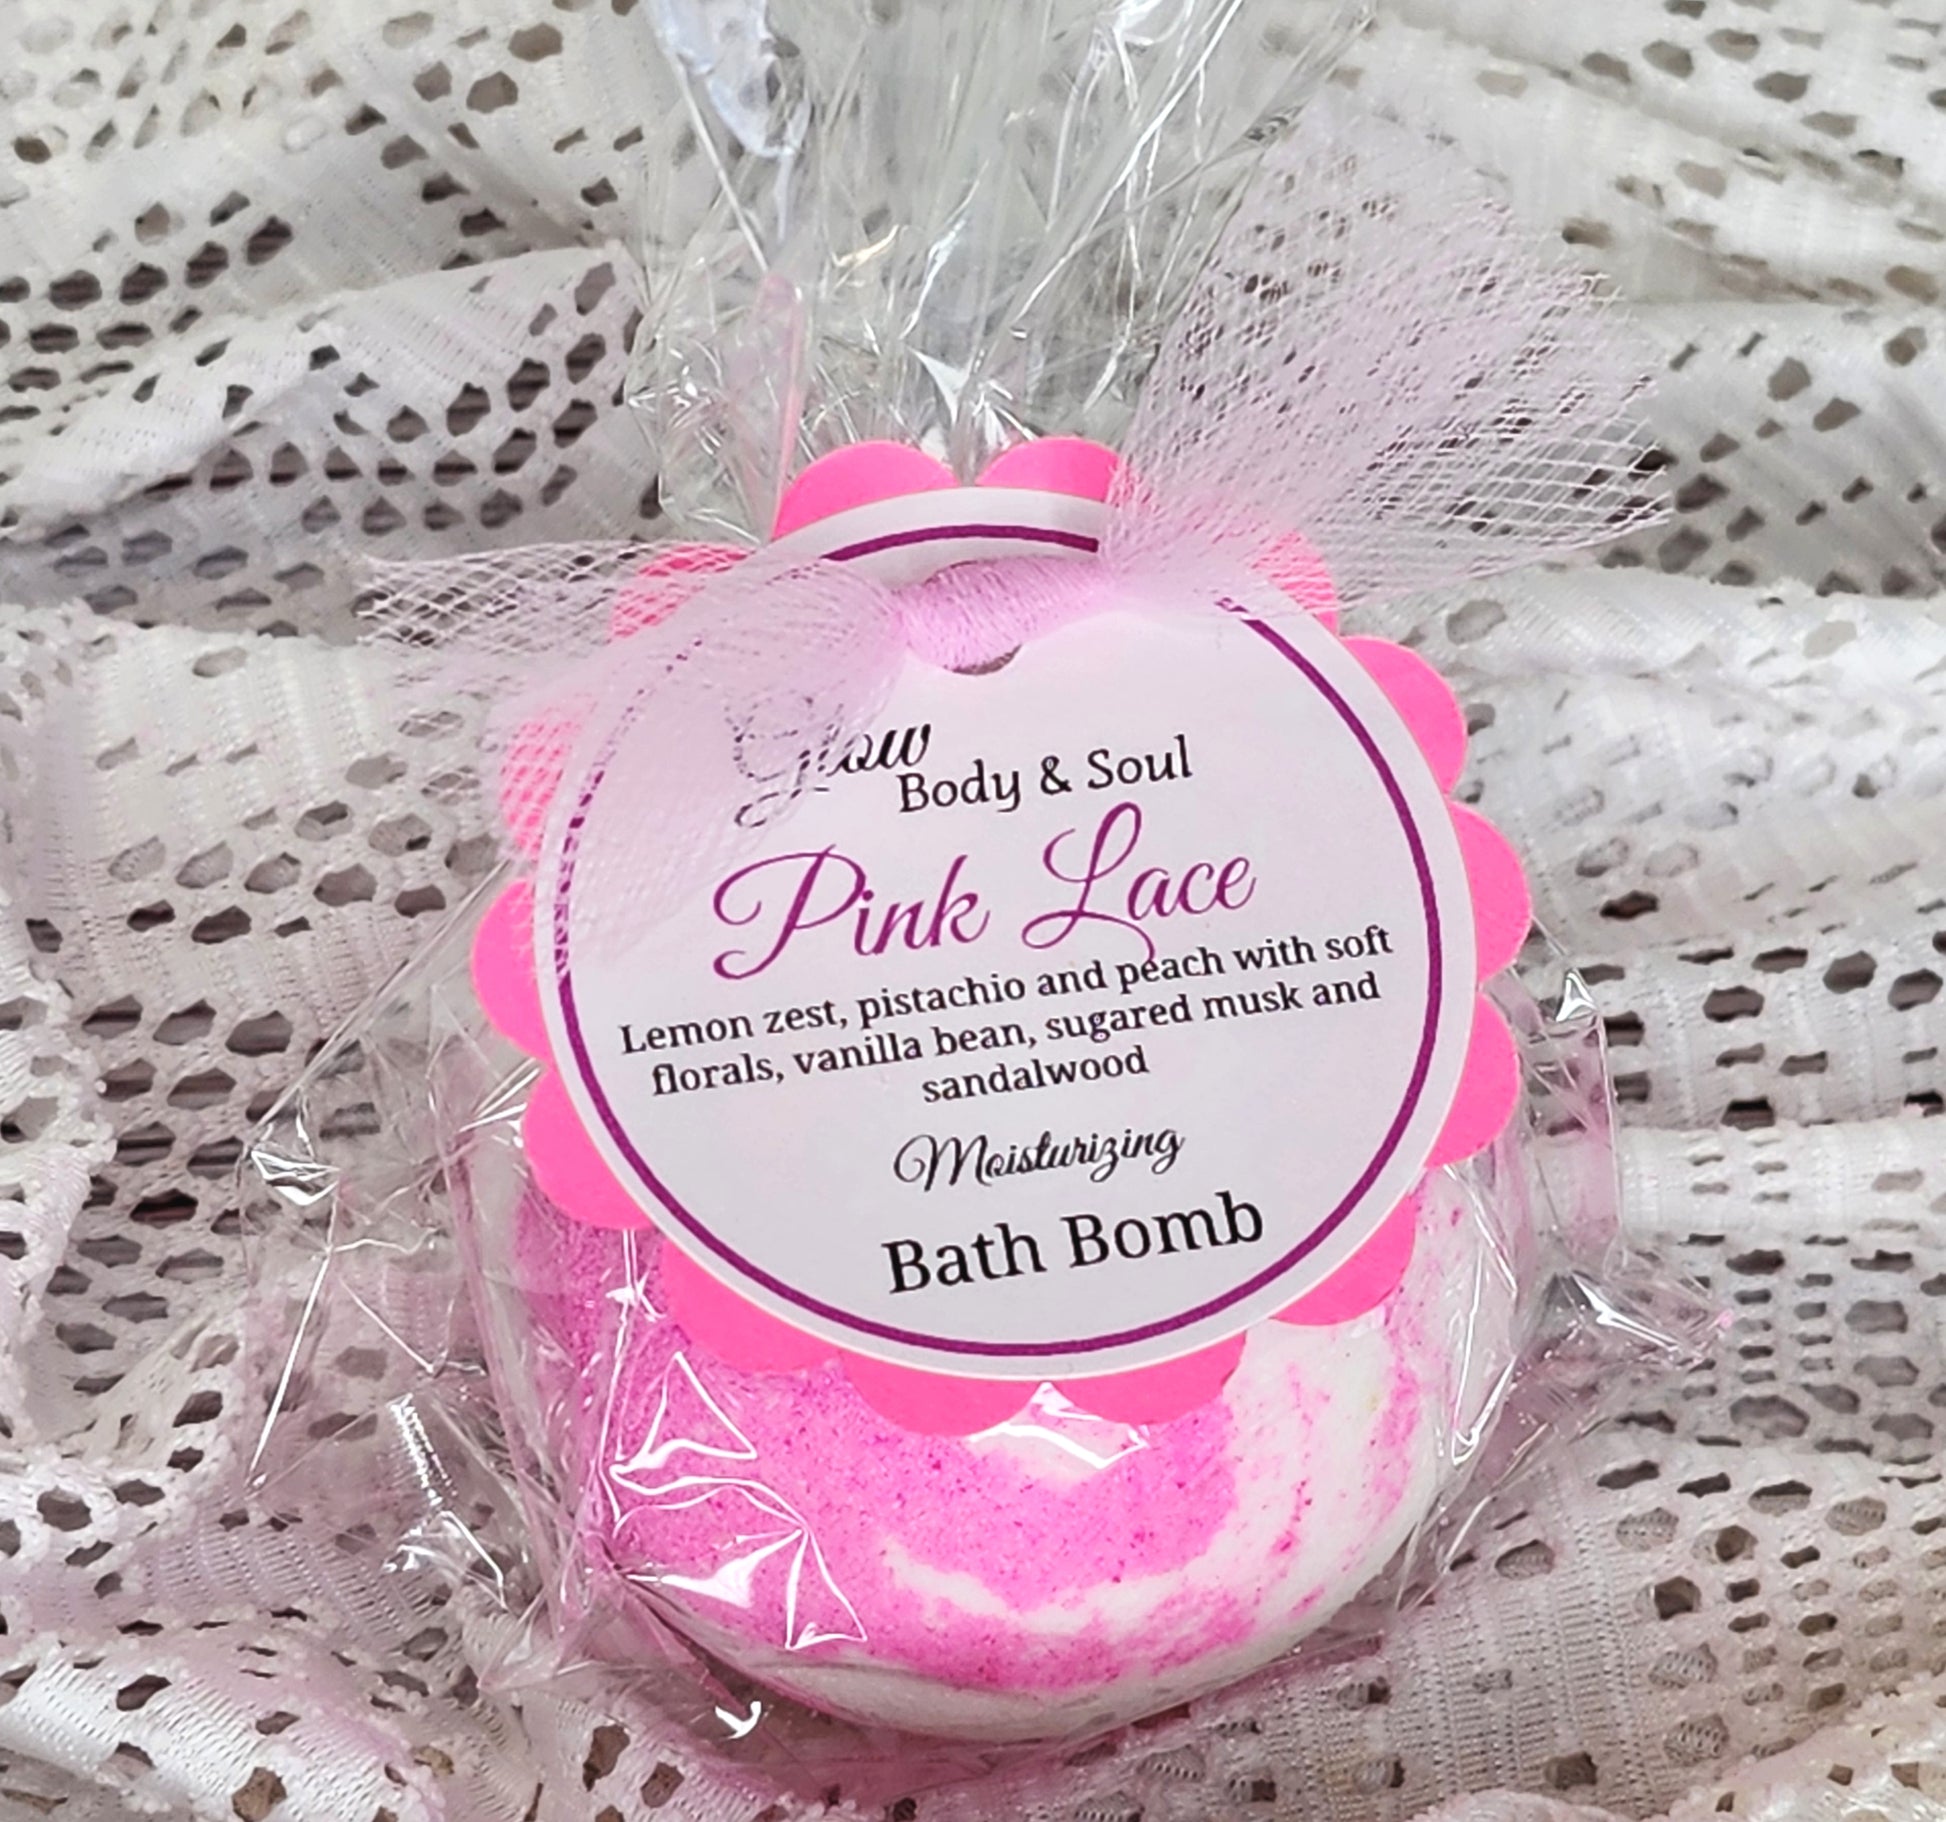 Glow
Body & Soul
Pink Lace
Lemon zest, pistachio and peach with soft
florals, vanilla bean, sugared musk and
sandalwood
Moisturizing
Bath Bomb